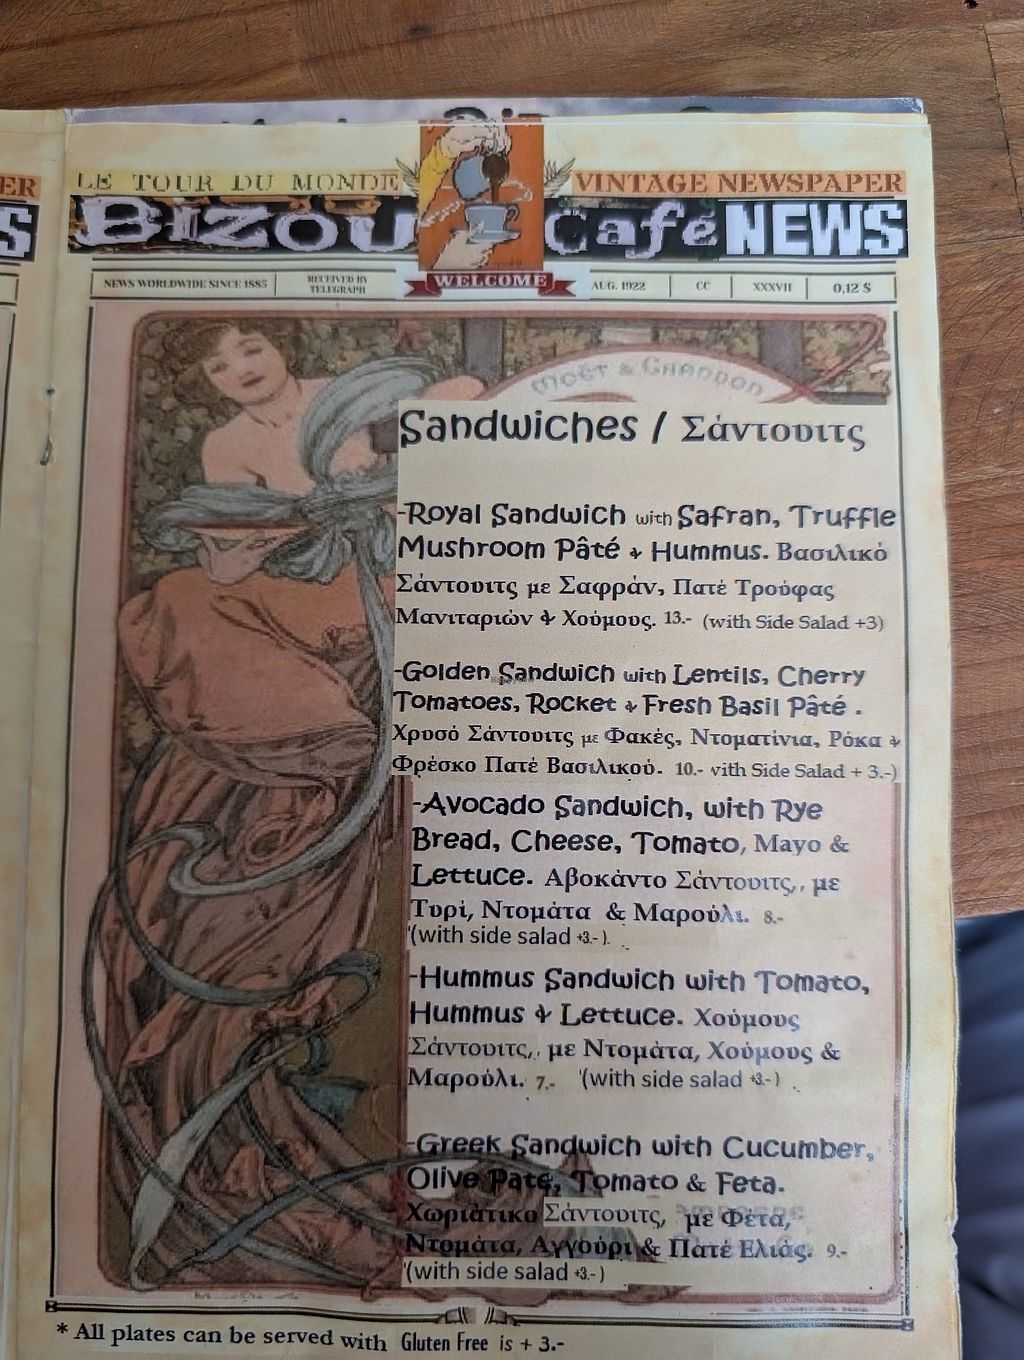 ER
S
LE TOUR DU MONDE
VINTAGE NEWSPAPER
BIZOU Café NEWS
NEWS WORLDWIDE SINCE 1885
RECEIVED BY
TELEGRAPH
WELCOME
AUG. 1922
CC
XXXVII
0,12 $
MOËT & CHANDON
Sandwiches / Σάντουιτς
-Royal Sandwich with Safran, Truffle
Mushroom Pâté & Hummus. Βασιλικό
Σάντουιτς με Σαφράν, Πατέ Τρούφας
Μανιταριών & Χούμους. 13.- (with Side Salad +3)
-Golden Sandwich with Lentils, Cherry
Tomatoes, Rocket & Fresh Basil Pâté .
Χρυσό Σάντουιτς με Φακές, Ντοματίνια, Ρόκα &
Φρέσκο Πατέ Βασιλικού. 10.- with Side Salad + 3.-)
-Avocado Sandwich, with Rye
Bread, Cheese, Tomato, Mayo &
Lettuce. Αβοκάντο Σάντουιτς,, με
Τυρί, Ντομάτα & Μαρούλι. 8.-
(with side salad +3.- ).
-Hummus Sandwich with Tomato,
Hummus & Lettuce. Χούμους
Σάντουιτς,, με Ντομάτα, Χούμους &
Μαρούλι. 7.- (with side salad +3.- )
-Greek Sandwich with Cucumber,
Olive Pate, Tomato & Feta.
Χωριάτικο Σάντουιτς, με Φέτα,
Ντομάτα, Αγγούρι & Πατέ Ελιάς. 9.-
(with side salad +3.- )
* All plates can be served with Gluten Free is + 3.-